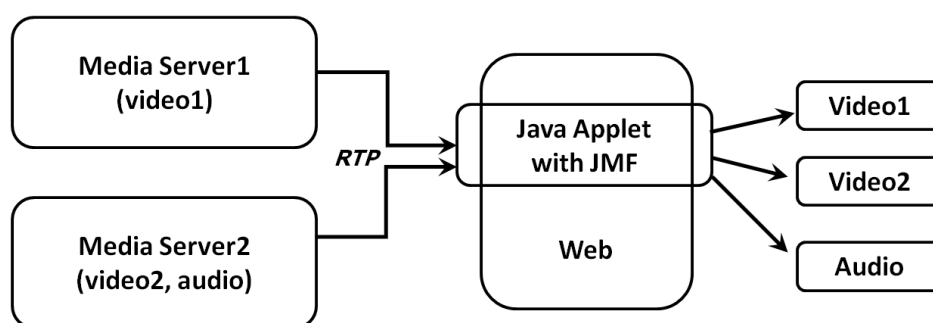 Media Server1
(video1)
RTP
Media Server2
(video2, audio)
Java Applet
with JMF
Web
Video1
Video2
Audio